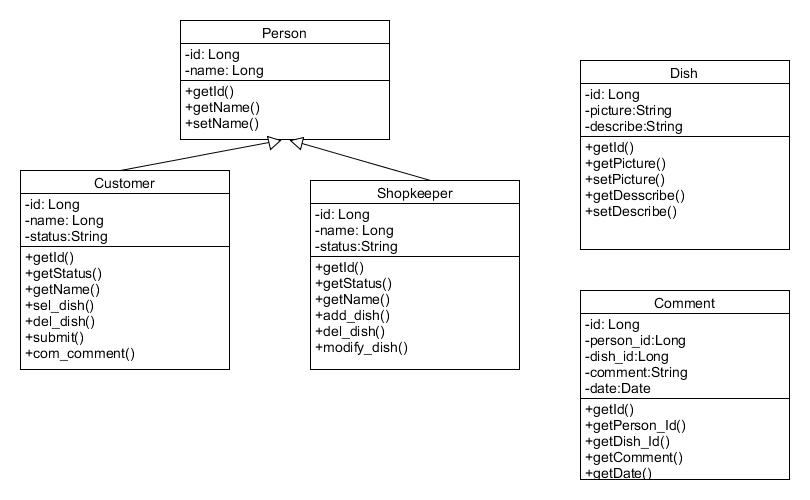 Person
-id: Long
-name: Long
+getId()
+getName()
+setName()
Customer
-id: Long
-name: Long
-status:String
+getId()
+getStatus()
+getName()
+sel_dish()
+del_dish()
+submit()
+com_comment()
Shopkeeper
-id: Long
-name: Long
-status:String
+getId()
+getStatus()
+getName()
+add_dish()
+del_dish()
+modify_dish()
Dish
-id: Long
-picture:String
-describe:String
+getId()
+getPicture()
+setPicture()
+getDesscribe()
+setDescribe()
Comment
-id: Long
-person_id:Long
-dish_id:Long
-comment:String
-date:Date
+getId()
+getPerson_Id()
+getDish_Id()
+getComment()
+getDate()